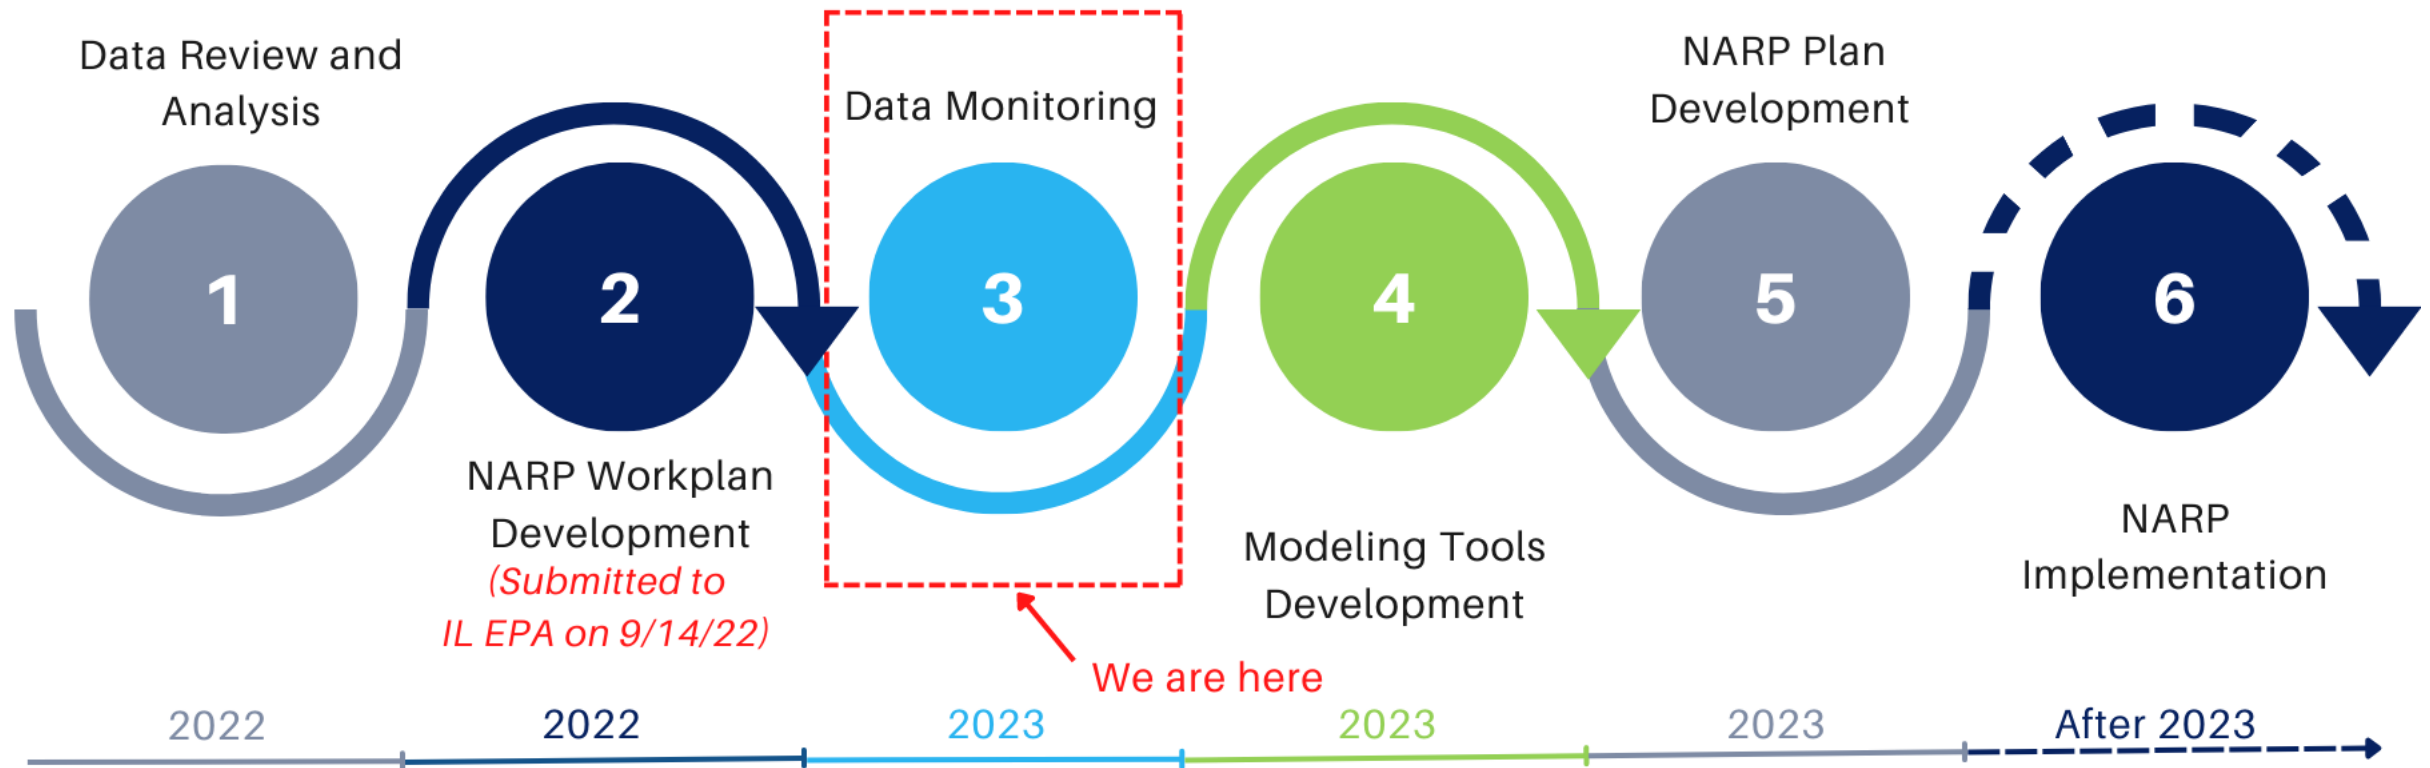 Data Review and
Analysis
1
2
NARP Workplan
Development
(Submitted to
IL EPA on 9/14/22)
Data Monitoring
3
We are here
4
Modeling Tools
Development
NARP Plan
Development
5
6
NARP
Implementation
2022
2022
2023
2023
2023
After 2023